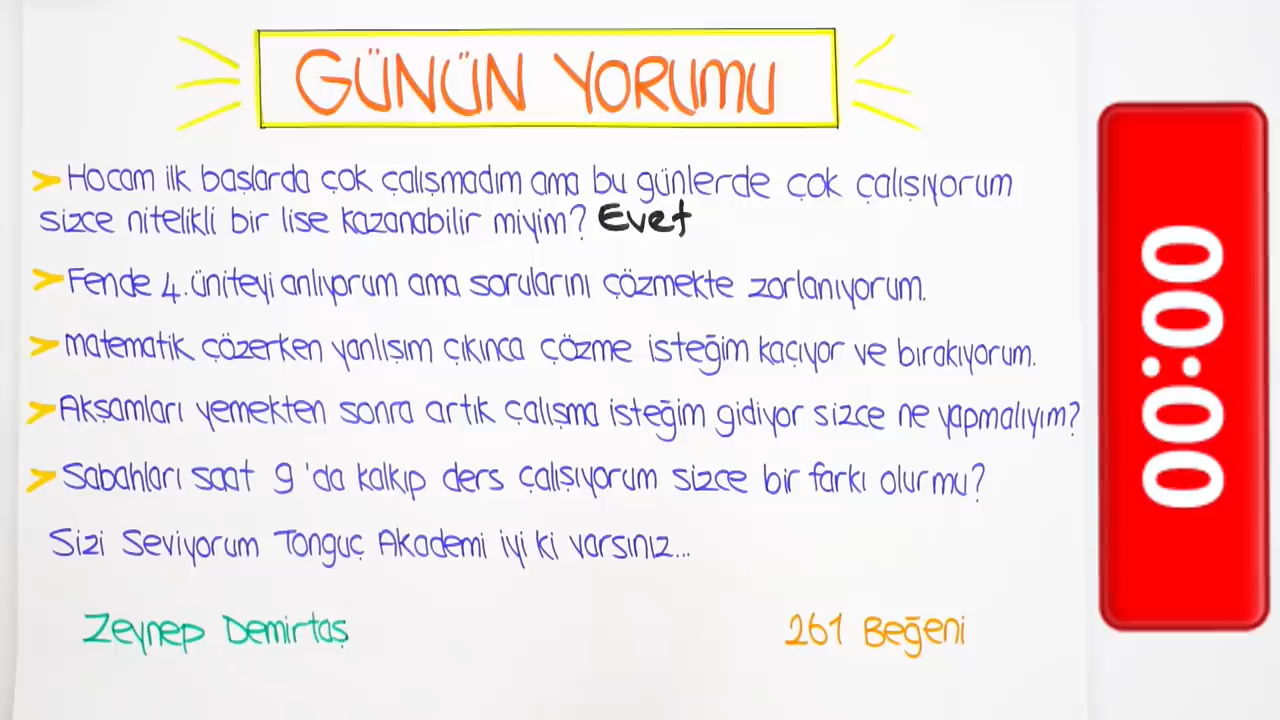 GÜNÜN YORUMU
➤ Hocam ilk başlarda çok çalışmadım ama bu günlerde çok çalışıyorum
sizce nitelikli bir lise kazanabilir miyim? Evet
➤ Fende 4. üniteyi anlıyorum ama sorularını çözmekte zorlanıyorum.
➤ matematik çözerken yanlışım çıkınca çözme isteğim kaçıyor ve bırakıyorum.
➤ Akşamları yemekten sonra artık çalışma isteğim gidiyor sizce ne yapmalıyım?
➤ Sabahları saat 9'da kalkıp ders çalışıyorum sizce bir farkı olur mu?
Sizi Seviyorum Tonguç Akademi iyi ki varsınız...
Zeynep Demirtaş
261 Beğeni
00:00